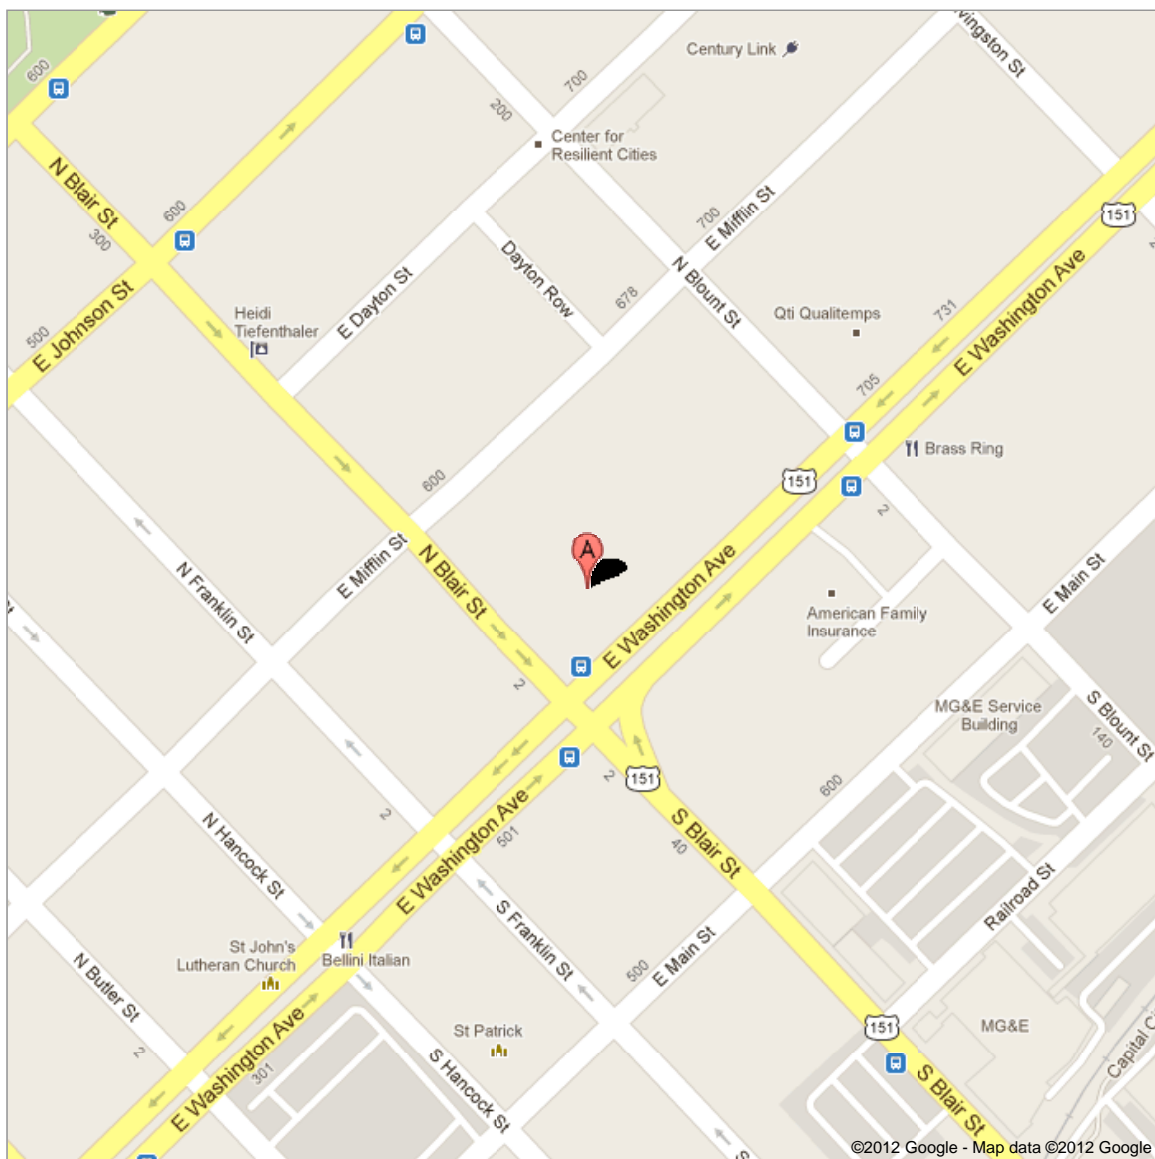 600
Century Link
vingston St
700
200
Center for
Resilient Cities
N Blair St
600
300
700
E Mifflin St
151
Dayton Row
E Dayton St
678
N Blount St
E Johnson St
500
Heidi
Tiefenthaler
Qti Qualitemps
731
E Washington Ave
705
Brass Ring
151
600
2
E Mifflin St
N Blair St
A
E Washington Ave
N Franklin St
St
American Family
Insurance
E Main St
2
MG&E Service
Building
S Blount St
140
2
151
600
2
E Washington Ave
501
S Blair St
40
N Hancock St
Railroad St
S Franklin St
E Main St
500
St John's
Lutheran Church
Bellini Italian
N Butler St
2
E Washington Ave
301
St Patrick
S Hancock St
151
MG&E
S Blair St
Capital Ci
©2012 Google - Map data ©2012 Google